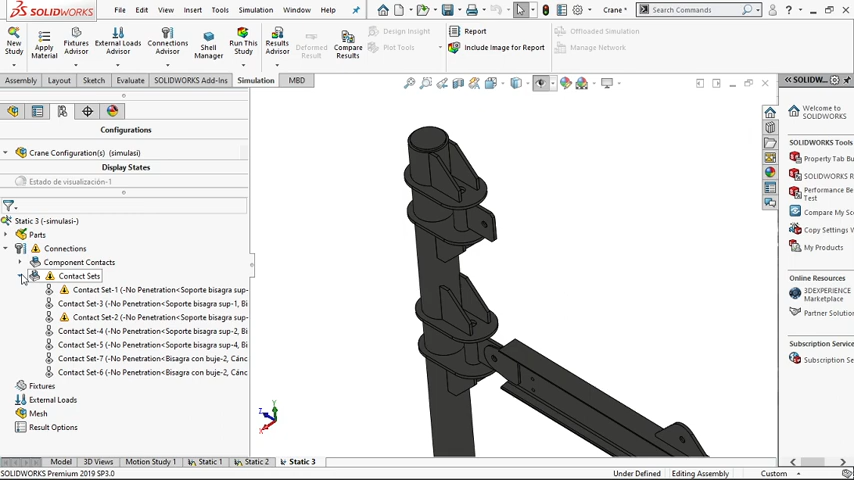 SOLIDWORKS File Edit View Insert Tools Simulation Window Crane * Search Commands
New Study
Apply Material
Fixtures Advisor
External Loads Advisor
Connections Advisor
Shell Manager
Run This Study
Results Advisor
Deformed Result
Compare Results
Design Insight
Plot Tools
Report
Include Image for Report
Offloaded Simulation
Manage Network
Assembly Layout Sketch Evaluate SOLIDWORKS Add-Ins Simulation MBD
SOLIDW...
Configurations
Crane Configuration(s) (simulasi)
Display States
Estado de visualización-1
Static 3 (-simulasi-)
Parts
Connections
Component Contacts
Contact Sets
Contact Set-1 (-No Penetration<Soporte bisagra sup-
Contact Set-3 (-No Penetration<Soporte bisagra sup-1, Bi
Contact Set-2 (-No Penetration<Soporte bisagra sup-
Contact Set-4 (-No Penetration<Soporte bisagra sup-2, Bi
Contact Set-5 (-No Penetration<Soporte bisagra sup-4, Bi
Contact Set-7 (-No Penetration<Bisagra con buje-2, Cánc
Contact Set-6 (-No Penetration<Bisagra con buje-2, Cánc
Fixtures
External Loads
Mesh
Result Options
Y
Z
X
Welcome to SOLIDWORKS
SOLIDWORKS Tools
Property Tab Bu
SOLIDWORKS R
Performance Be
Test
Compare My Sco
Copy Settings W
My Products
Online Resources
3DEXPERIENCE
Marketplace
Partner Solution
Subscription Service
Subscription Se
Model 3D Views Motion Study 1 Static 1 Static 2 Static 3
SOLIDWORKS Premium 2019 SP3.0 Under Defined Editing Assembly Custom